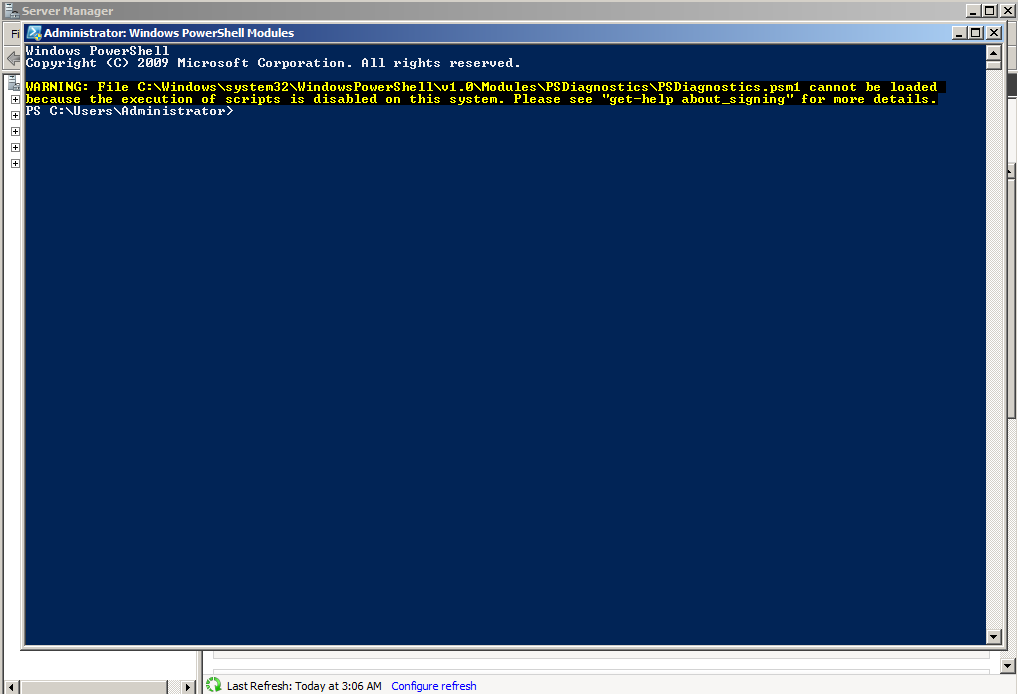 Server Manager
Fi
Administrator: Windows PowerShell Modules
Windows PowerShell
Copyright (C) 2009 Microsoft Corporation. All rights reserved.
WARNING: File C:\Windows\system32\WindowsPowerShell\v1.0\Modules\PSDiagnostics\PSDiagnostics.psm1 cannot be loaded
because the execution of scripts is disabled on this system. Please see "get-help about_signing" for more details.
PS C:\Users\Administrator>
Last Refresh: Today at 3:06 AM Configure refresh